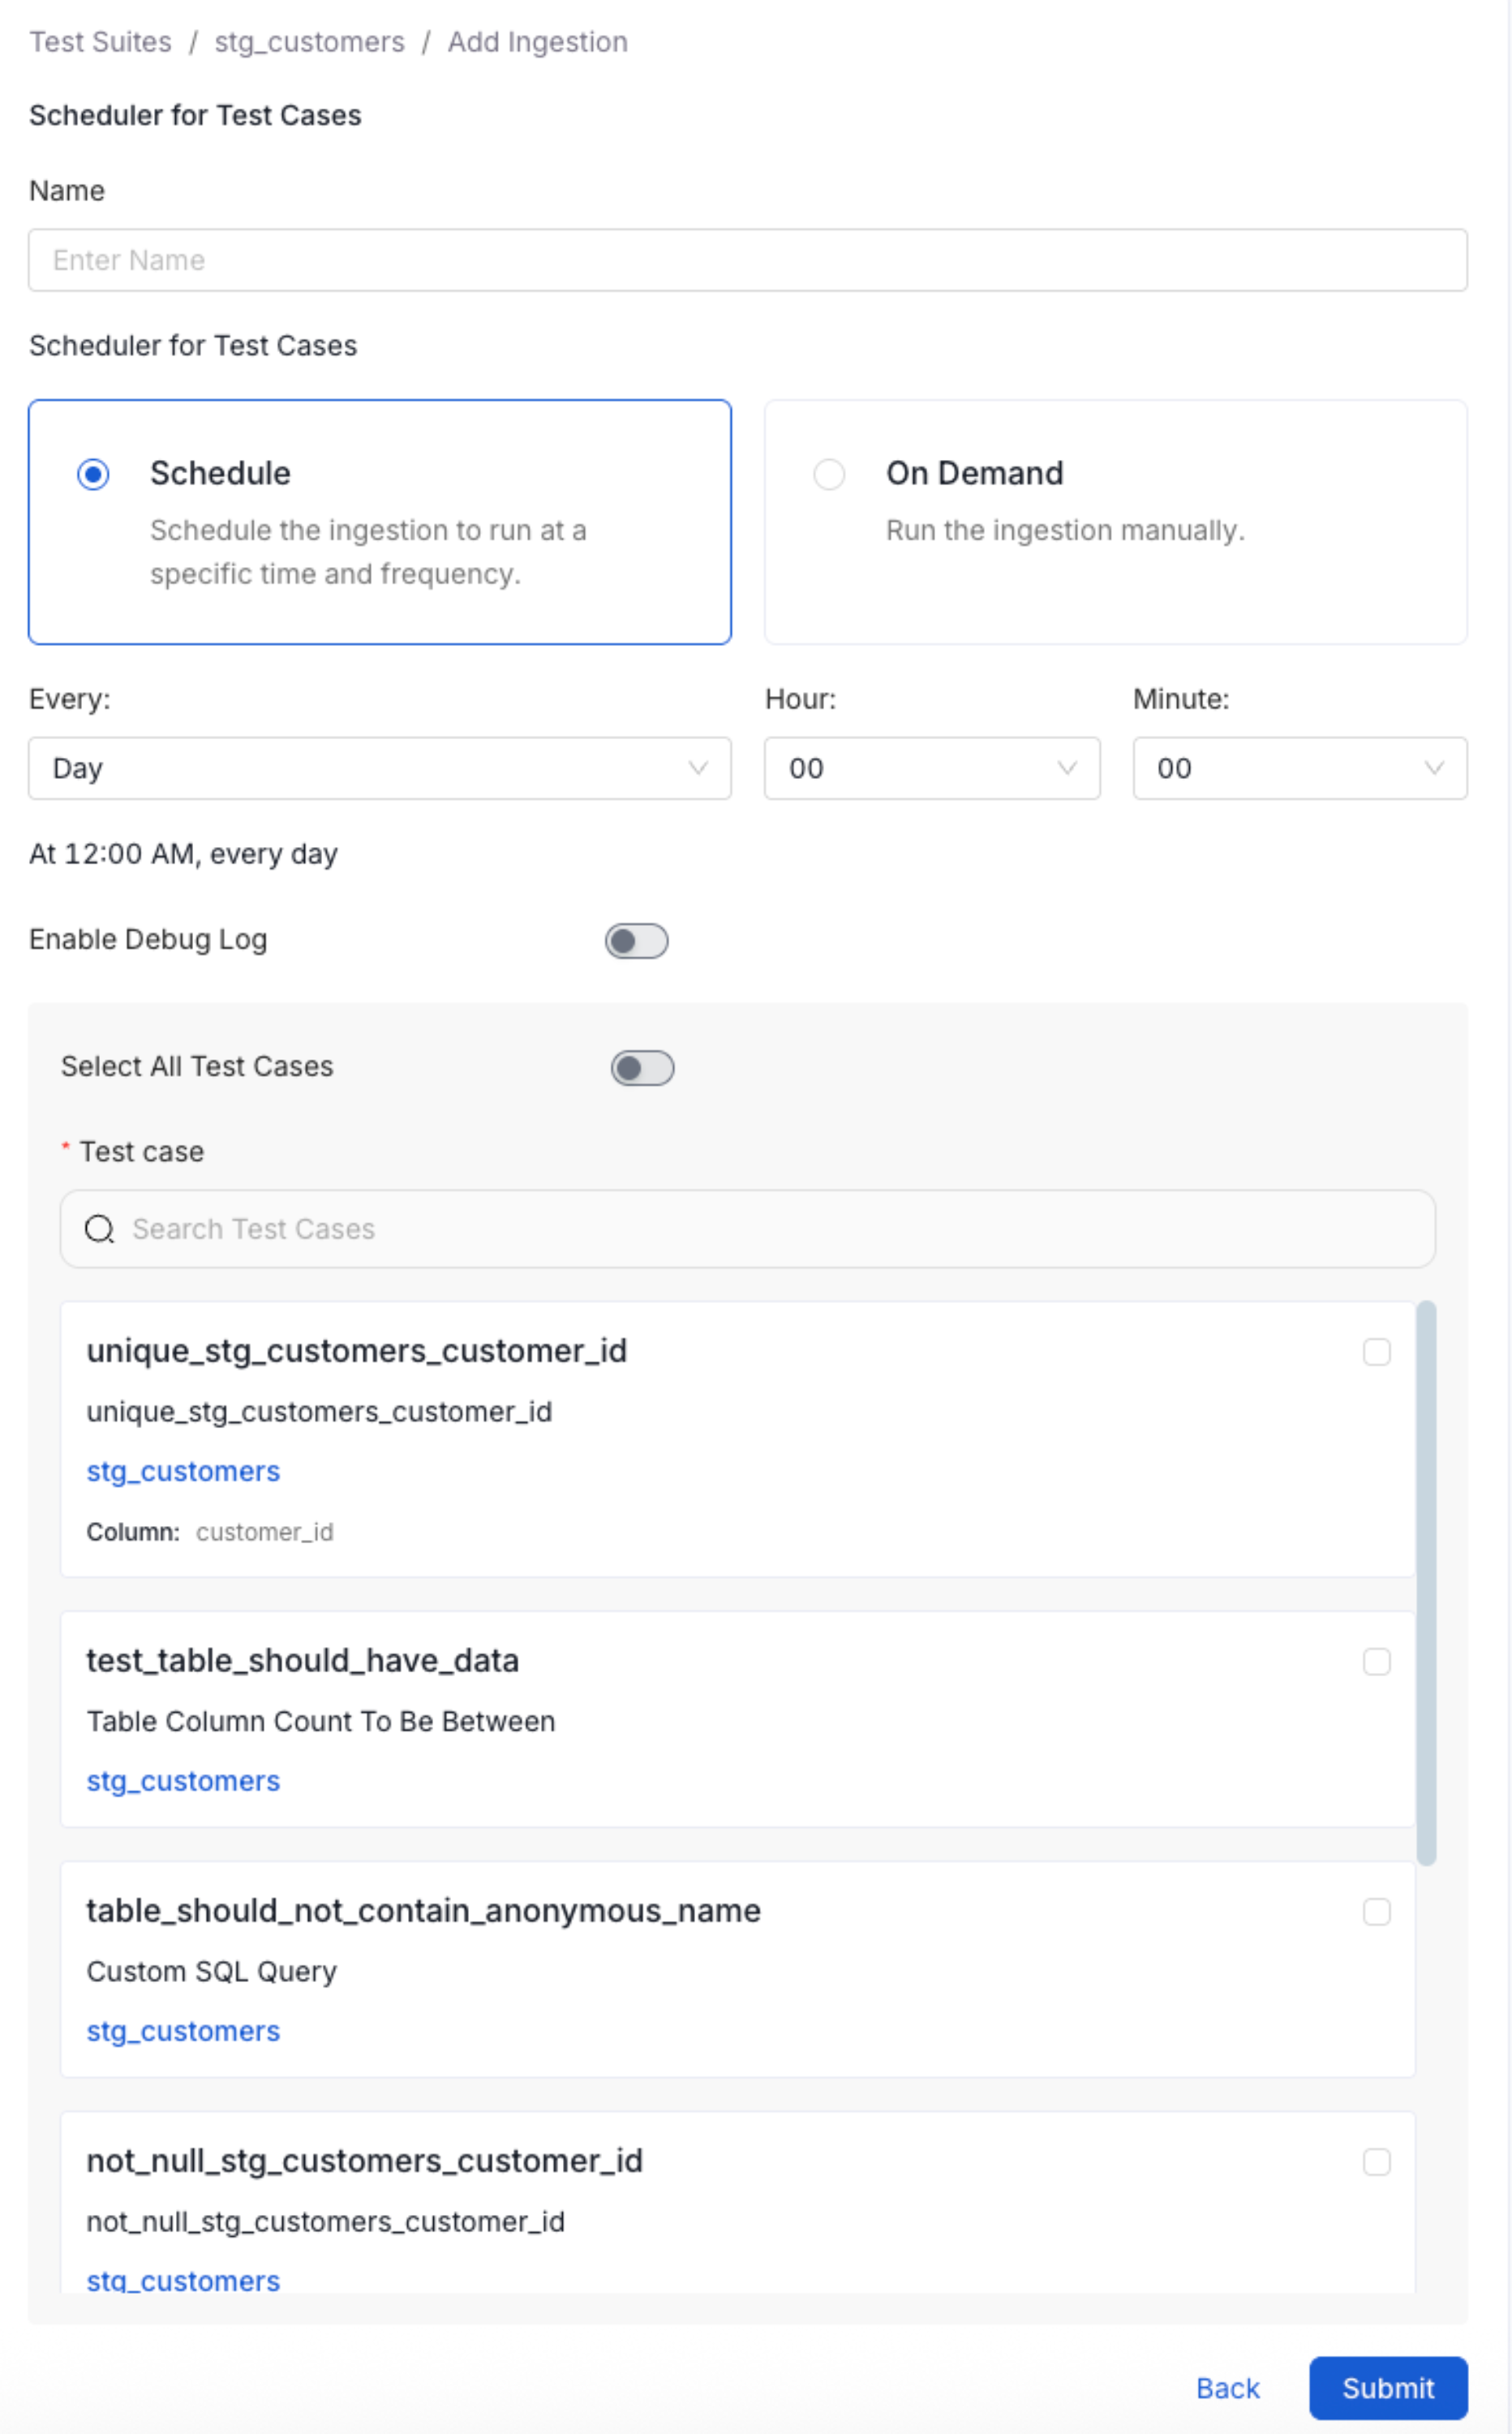 Test Suites / stg_customers / Add Ingestion
Scheduler for Test Cases
Name
Enter Name
Scheduler for Test Cases
Schedule
Schedule the ingestion to run at a
specific time and frequency.
On Demand
Run the ingestion manually.
Every:
Day
Hour:
00
Minute:
00
At 12:00 AM, every day
Enable Debug Log
Select All Test Cases
* Test case
Search Test Cases
unique_stg_customers_customer_id
unique_stg_customers_customer_id
stg_customers
Column: customer_id
test_table_should_have_data
Table Column Count To Be Between
stg_customers
table_should_not_contain_anonymous_name
Custom SQL Query
stg_customers
not_null_stg_customers_customer_id
not_null_stg_customers_customer_id
stg_customers
Back
Submit